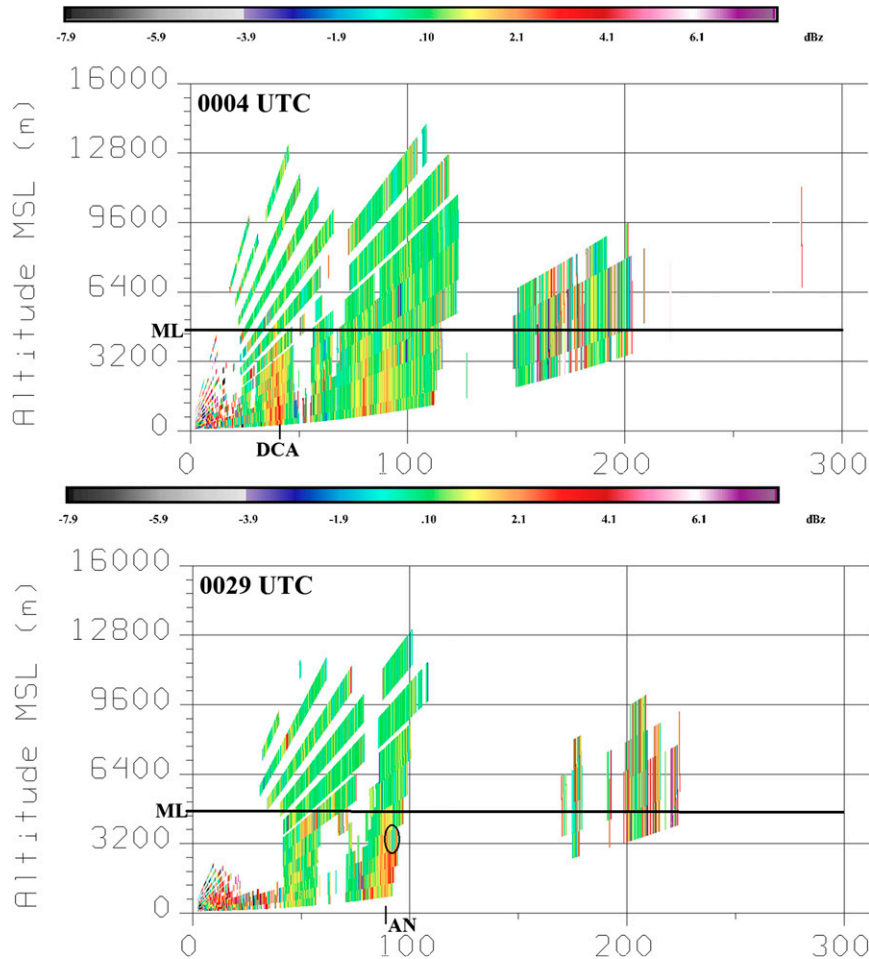 -7.9 -5.9 -3.9 -1.9 .10 2.1 4.1 6.1 dBz
0004 UTC
Altitude MSL (m)
16000
12800
9600
6400
ML
3200
0
0 100 200 300
DCA
-7.9 -5.9 -3.9 -1.9 .10 2.1 4.1 6.1 dBz
0029 UTC
Altitude MSL (m)
16000
12800
9600
6400
ML
3200
0
AN
0 100 200 300